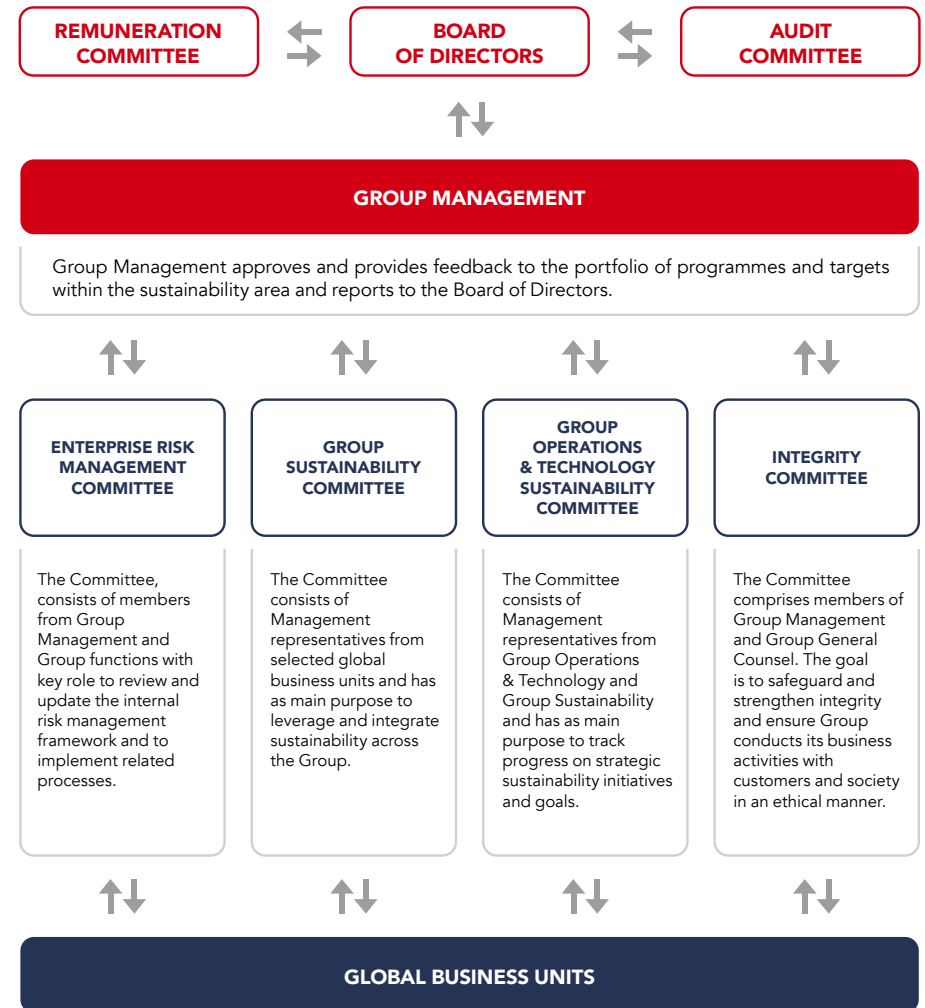 REMUNERATION
COMMITTEE
BOARD
OF DIRECTORS
AUDIT
COMMITTEE
GROUP MANAGEMENT
Group Management approves and provides feedback to the portfolio of programmes and targets
within the sustainability area and reports to the Board of Directors.
ENTERPRISE RISK
MANAGEMENT
COMMITTEE
GROUP
SUSTAINABILITY
COMMITTEE
GROUP
OPERATIONS
& TECHNOLOGY
SUSTAINABILITY
COMMITTEE
INTEGRITY
COMMITTEE
The Committee,
consists of members
from Group
Management and
Group functions with
key role to review and
update the internal
risk management
framework and to
implement related
processes.
The Committee
consists of
Management
representatives from
selected global
business units and has
as main purpose to
leverage and integrate
sustainability across
the Group.
The Committee
consists of
Management
representatives from
Group Operations
& Technology and
Group Sustainability
and has as main
purpose to track
progress on strategic
sustainability initiatives
and goals.
The Committee
comprises members of
Group Management
and Group General
Counsel. The goal
is to safeguard and
strengthen integrity
and ensure Group
conducts its business
activities with
customers and society
in an ethical manner.
GLOBAL BUSINESS UNITS